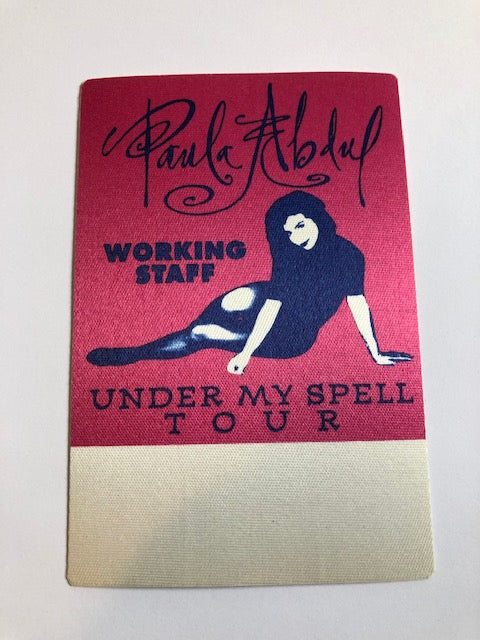 Paula Abdul
WORKING
STAFF
UNDER MY SPELL
TOUR